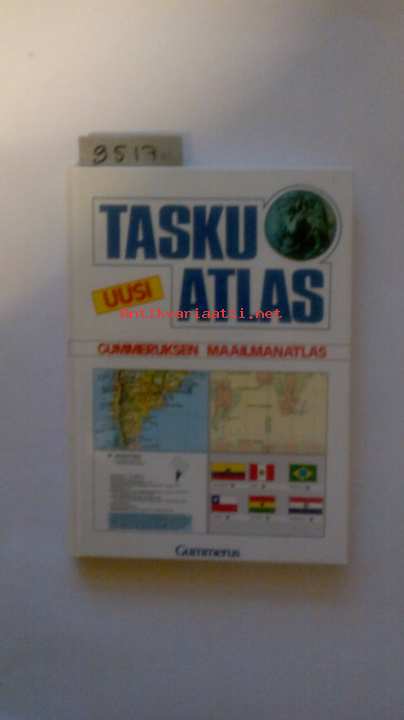 9517
TASKU
UUSI
ATLAS
Antikvariaatti.net
GUMMERUKSEN MAAILMANATLAS
Gummerus